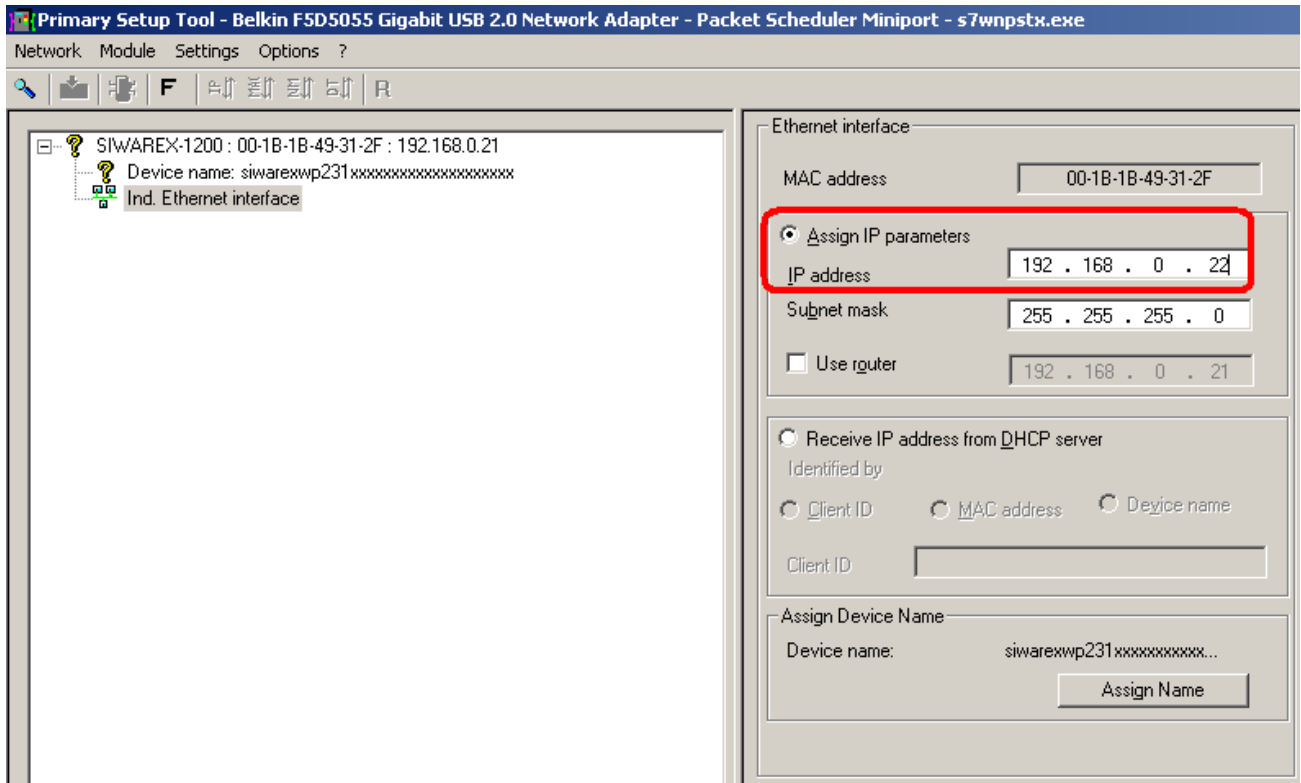 Primary Setup Tool - Belkin F5D5055 Gigabit USB 2.0 Network Adapter - Packet Scheduler Miniport - s7wnpstx.exe
Network Module Settings Options ?
F R
SIWAREX-1200 : 00-1B-1B-49-31-2F : 192.168.0.21
Device name: siwarexwp231xxxxxxxxxxxxxxxxxxxx
Ind. Ethernet interface
Ethernet interface
MAC address 00-1B-1B-49-31-2F
Assign IP parameters
IP address 192 . 168 . 0 . 22
Subnet mask 255 . 255 . 255 . 0
Use router 192 . 168 . 0 . 21
Receive IP address from DHCP server
Identified by
Client ID MAC address Device name
Client ID
Assign Device Name
Device name: siwarexwp231xxxxxxxxxxx...
Assign Name